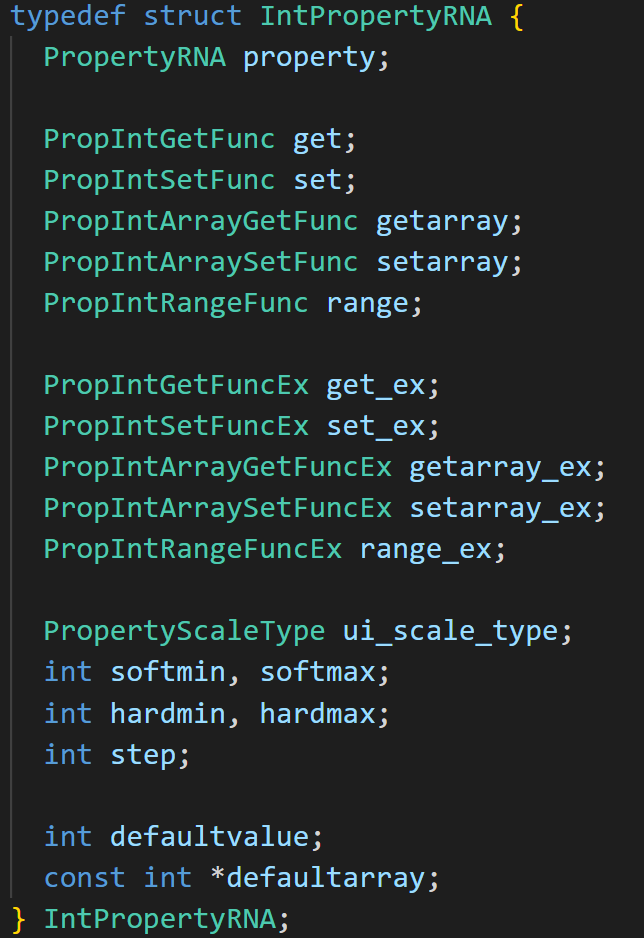 typedef struct IntPropertyRNA {
PropertyRNA property;
PropIntGetFunc get;
PropIntSetFunc set;
PropIntArrayGetFunc getarray;
PropIntArraySetFunc setarray;
PropIntRangeFunc range;
PropIntGetFuncEx get_ex;
PropIntSetFuncEx set_ex;
PropIntArrayGetFuncEx getarray_ex;
PropIntArraySetFuncEx setarray_ex;
PropIntRangeFuncEx range_ex;
PropertyScaleType ui_scale_type;
int softmin, softmax;
int hardmin, hardmax;
int step;
int defaultvalue;
const int *defaultarray;
} IntPropertyRNA;